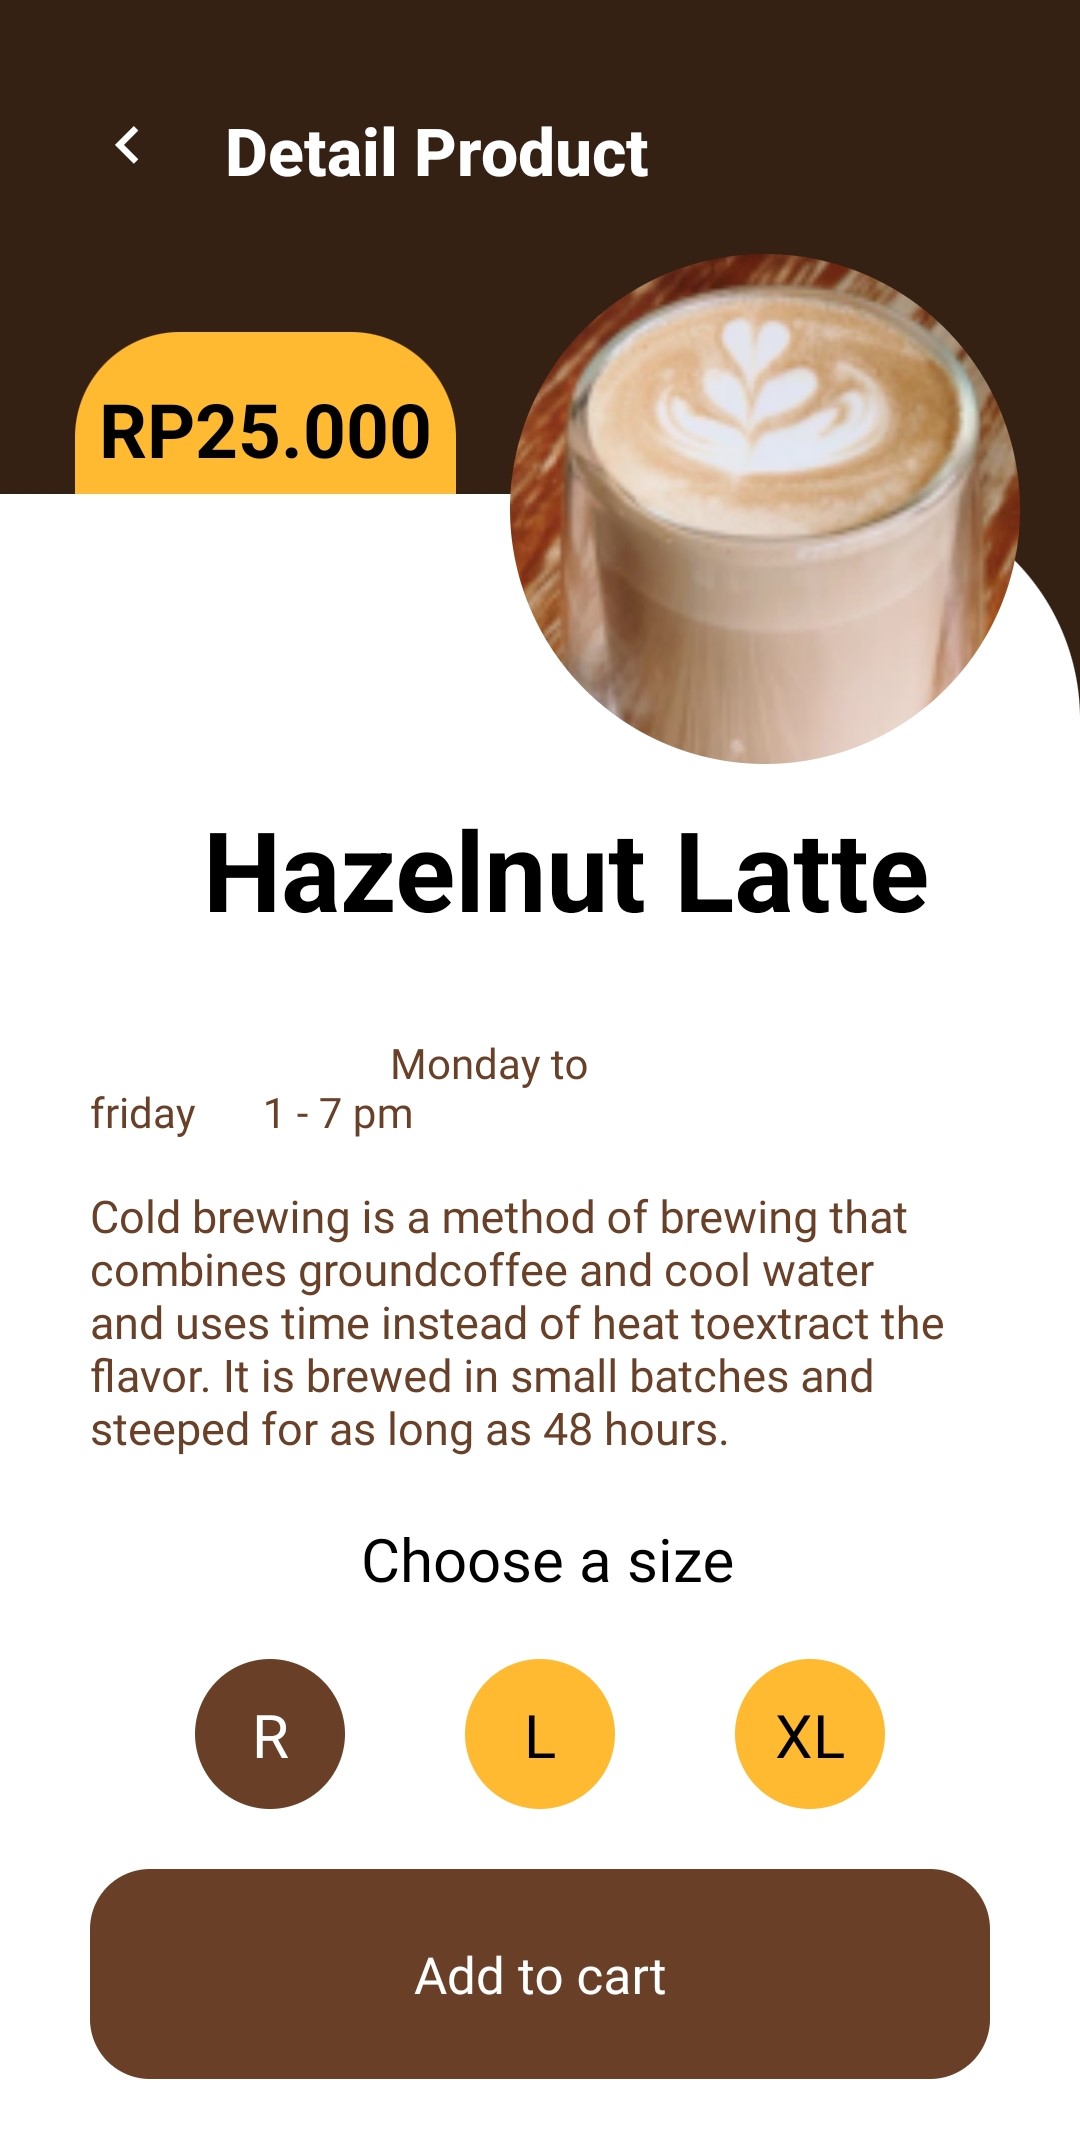 Detail Product
RP25.000
Hazelnut Latte
Monday to
friday 1 - 7 pm
Cold brewing is a method of brewing that
combines groundcoffee and cool water
and uses time instead of heat toextract the
flavor. It is brewed in small batches and
steeped for as long as 48 hours.
Choose a size
R L XL
Add to cart